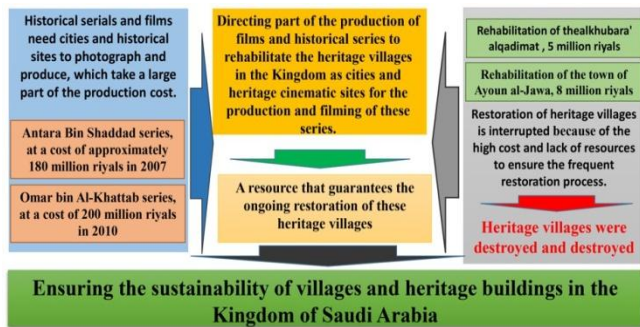 Historical serials and films
need cities and historical
sites to photograph and
produce, which take a large
part of the production cost.
Antara Bin Shaddad series,
at a cost of approximately
180 million riyals in 2007
Omar bin Al-Khattab series,
at a cost of 200 million riyals
in 2010
Directing part of the production of
films and historical series to
rehabilitate the heritage villages
in the Kingdom as cities and
heritage cinematic sites for the
production and filming of these
series.
A resource that guarantees the
ongoing restoration of these
heritage villages
Rehabilitation of thealkhubara'
alqadimat , 5 million riyals
Rehabilitation of the town of
Ayoun al-Jawa, 8 million riyals
Restoration of heritage villages
is interrupted because of the
high cost and lack of resources
to ensure the frequent
restoration process.
Heritage villages were
destroyed and destroyed
Ensuring the sustainability of villages and heritage buildings in the
Kingdom of Saudi Arabia